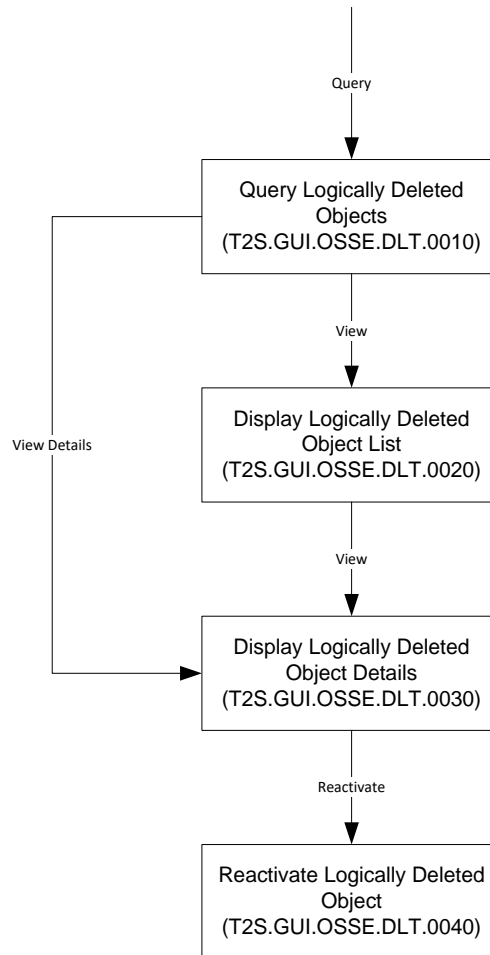 Query
Query Logically Deleted
Objects
(T2S.GUI.OSSE.DLT.0010)
View
Display Logically Deleted
Object List
(T2S.GUI.OSSE.DLT.0020)
View Details
View
Display Logically Deleted
Object Details
(T2S.GUI.OSSE.DLT.0030)
Reactivate
Reactivate Logically Deleted
Object
(T2S.GUI.OSSE.DLT.0040)